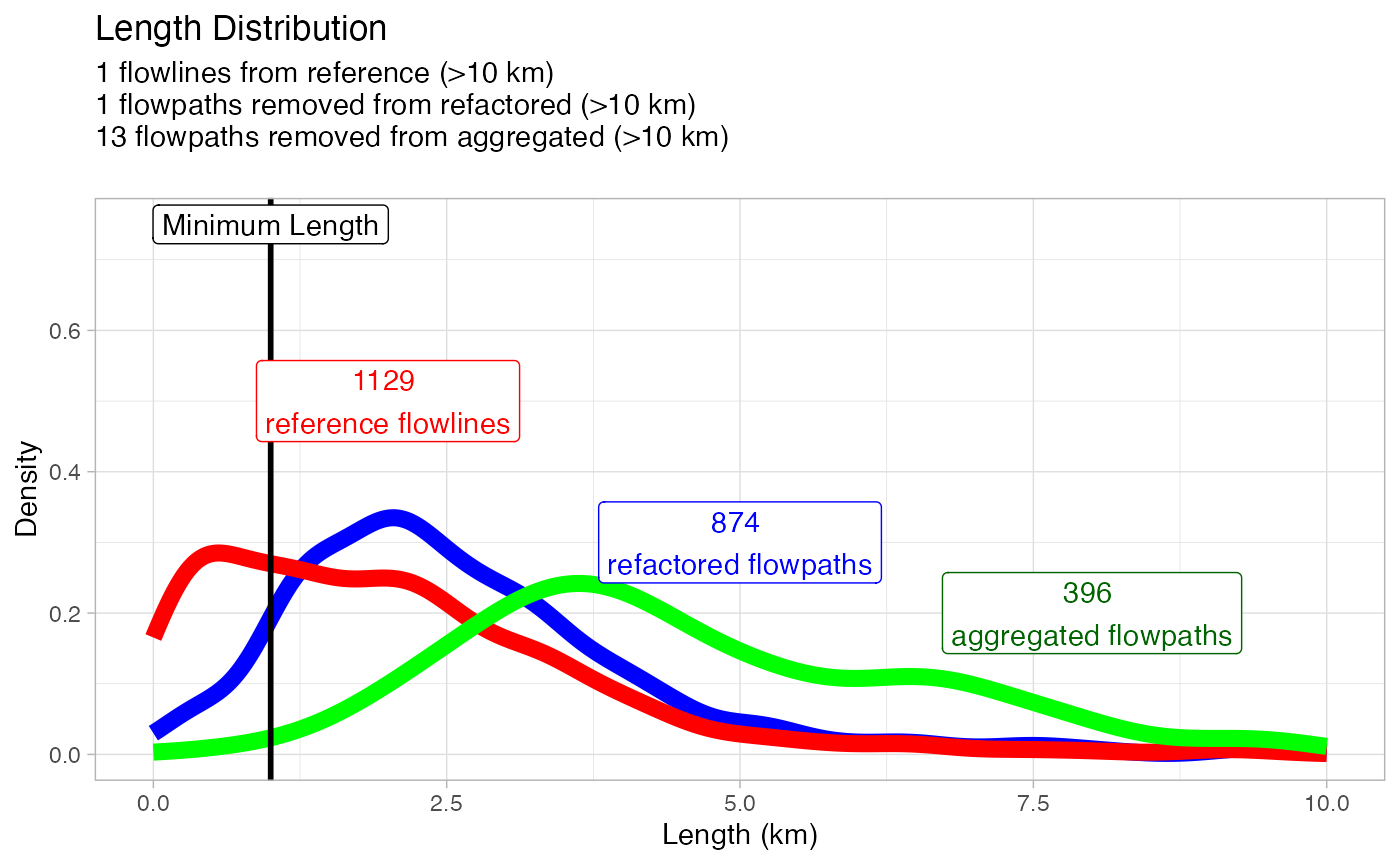 Length Distribution
1 flowlines from reference (>10 km)
1 flowpaths removed from refactored (>10 km)
13 flowpaths removed from aggregated (>10 km)
Minimum Length
1129
reference flowlines
874
refactored flowpaths
396
aggregated flowpaths
Density
0.6
0.4
0.2
0.0
0.0 2.5 5.0 7.5 10.0
Length (km)